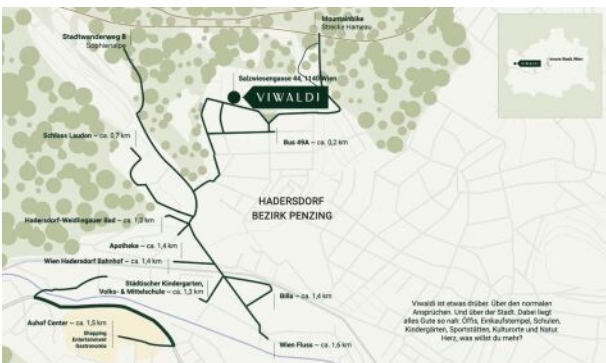 Stadtwanderweg 8
Sophienalpe
Mountainbike
Strecke Hameau
VIWALDI
Innere Stadt, Wien
Salzwiesengasse 44, 1140 Wien
VIWALDI
Schloss Laudon – ca. 0,7 km
Bus 49A – ca. 0,2 km
HADERSDORF
BEZIRK PENZING
Hadersdorf-Weidlingauer Bad – ca. 1,2 km
Apotheke – ca. 1,4 km
Wien Hadersdorf Bahnhof – ca. 1,4 km
Städtischer Kindergarten,
Volks- & Mittelschule – ca. 1,3 km
Billa – ca. 1,4 km
Auhof Center – ca. 1,5 km
Shopping
Entertainment
Gastronomie
Wien Fluss – ca. 1,6 km
Viwaldi ist etwas drüber. Über den normalen
Ansprüchen. Und über der Stadt. Dabei liegt
alles Gute so nah: Öffis, Einkaufstempel, Schulen,
Kindergärten, Sportstätten, Kulturorte und Natur.
Herz, was willst du mehr?